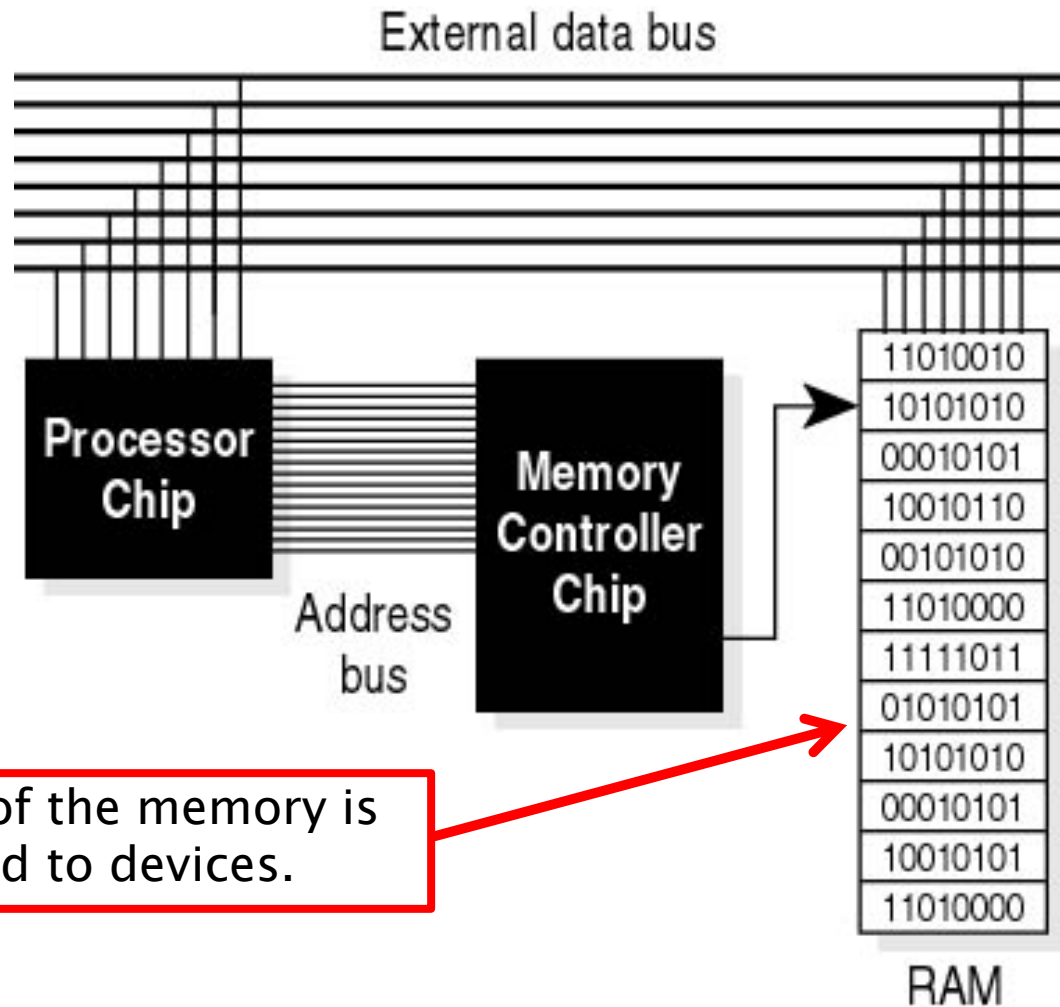 External data bus
Processor
Chip
Memory
Controller
Chip
Address
bus
11010010
10101010
00010101
10010110
00101010
11010000
11111011
01010101
10101010
00010101
10010101
11010000
RAM
of the memory is
d to devices.